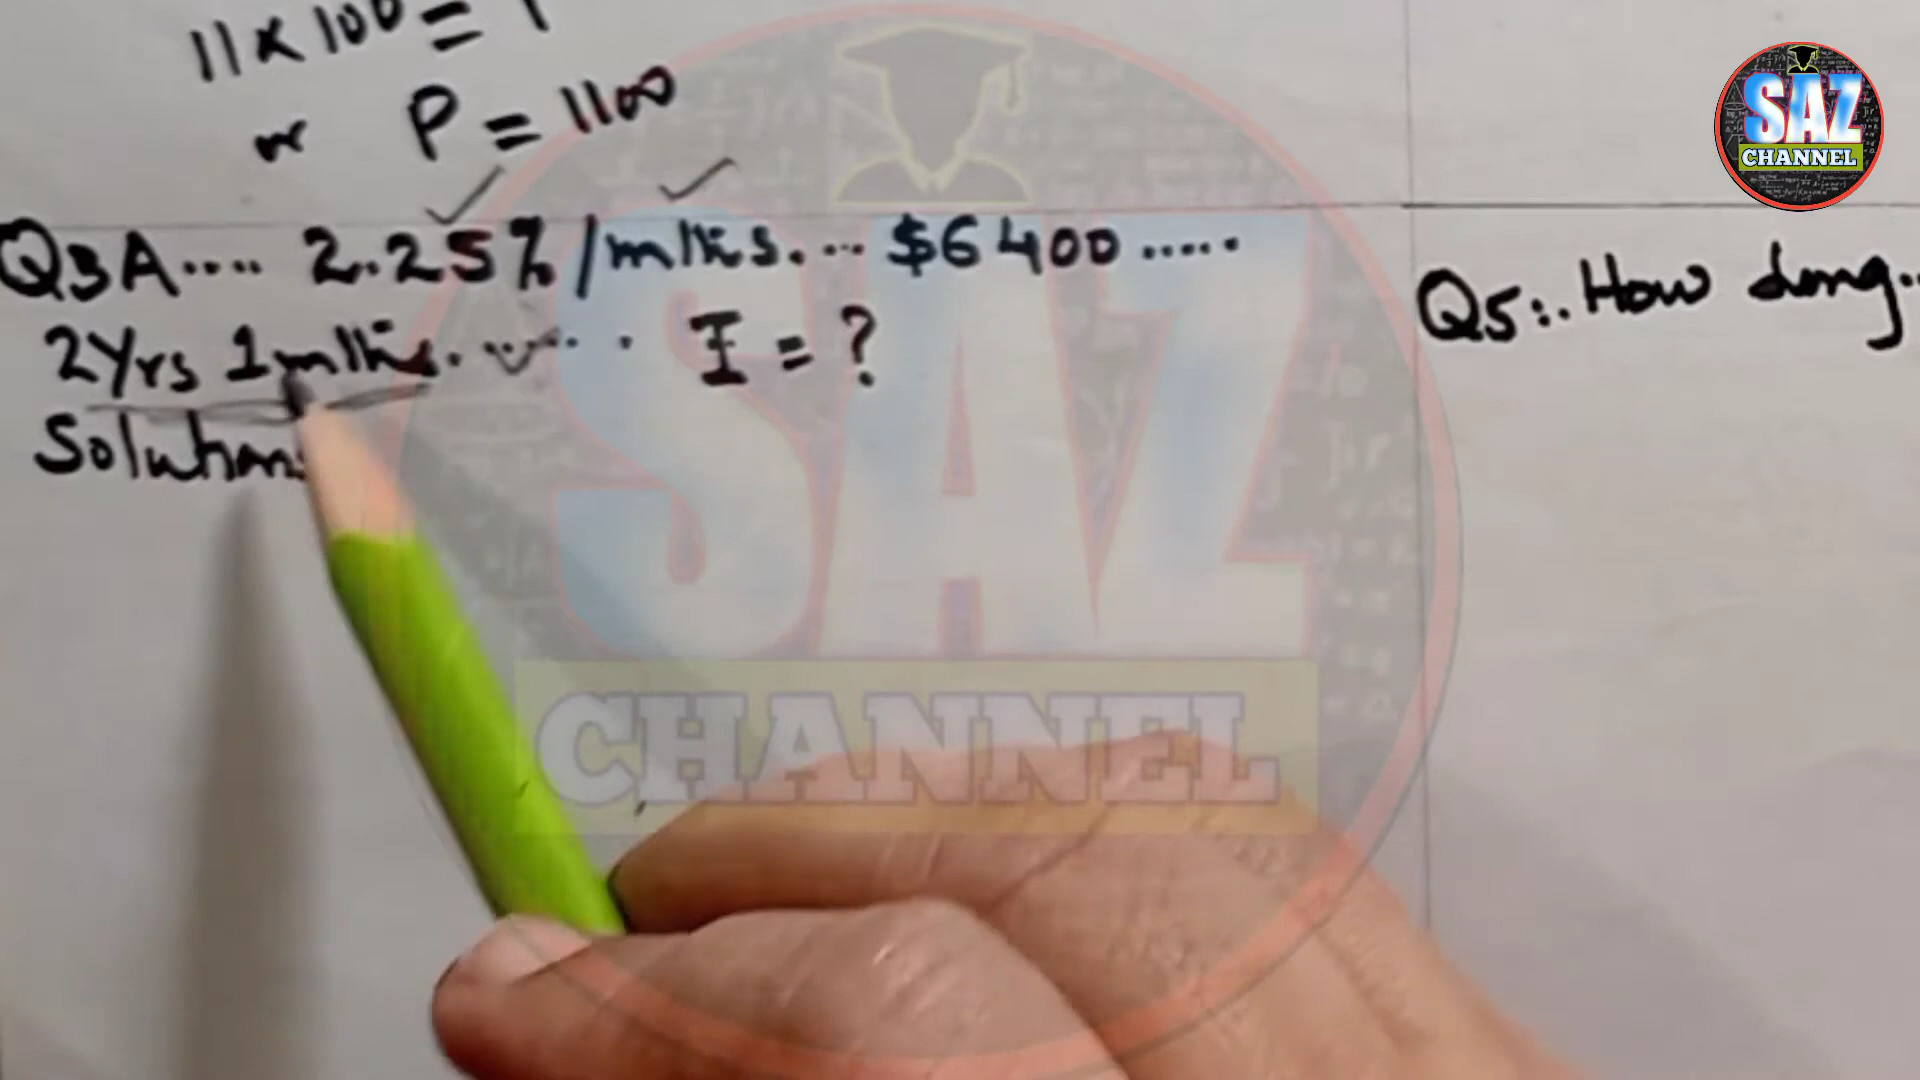 11 × 100 =
or P = 1100
Q3A.... 2.25% /mths.... $6400 .....
2Yrs 1mths. ..... I = ?
Solution:
Q5:. How long..
SAZ
CHANNEL
SAZ
CHANNEL